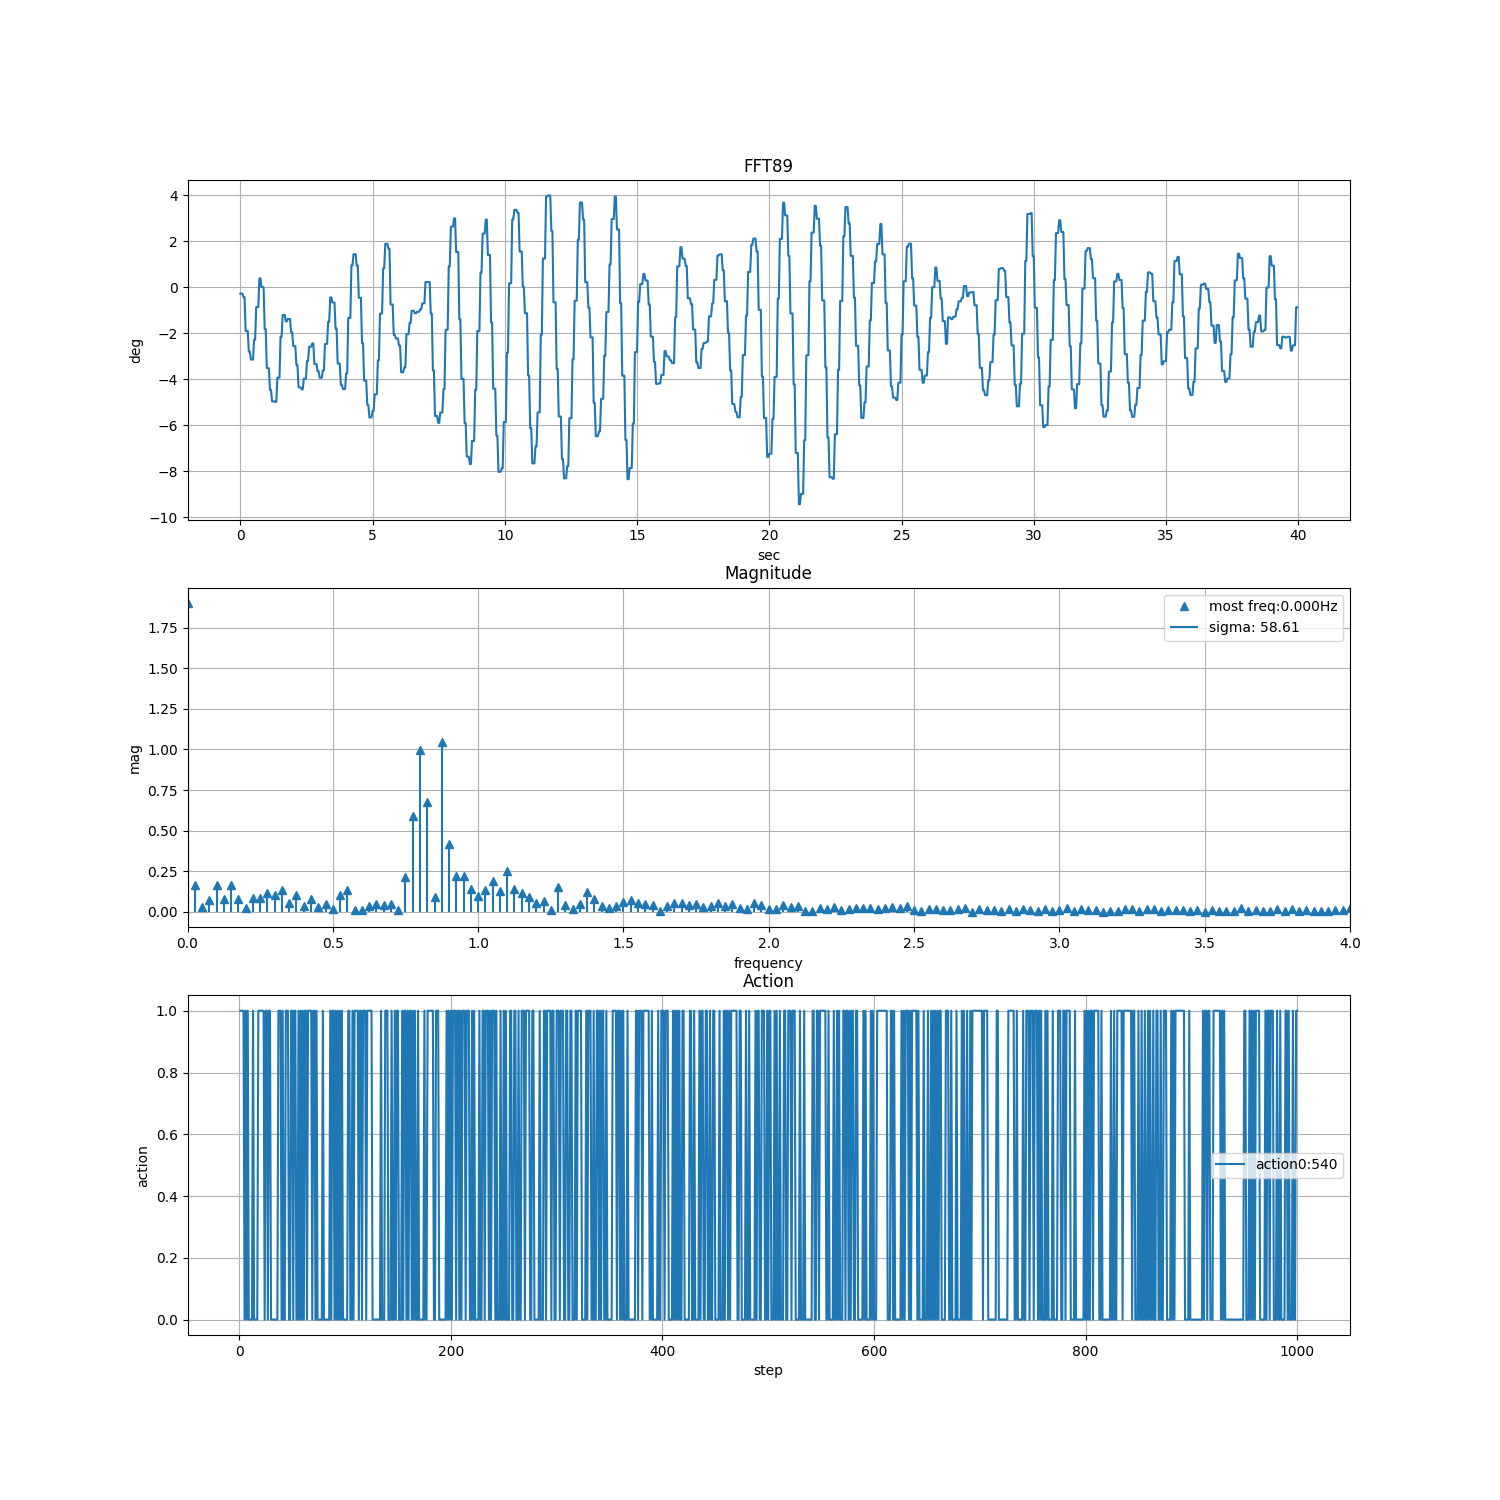 FFT89
4
2
0
−2
−4
−6
−8
−10
deg
0 5 10 15 20 25 30 35 40
sec
Magnitude
most freq:0.000Hz
sigma: 58.61
1.75
1.50
1.25
1.00
0.75
0.50
0.25
0.00
mag
0.0 0.5 1.0 1.5 2.0 2.5 3.0 3.5 4.0
frequency
Action
1.0
0.8
0.6
0.4
0.2
0.0
action
action0:540
0 200 400 600 800 1000
step